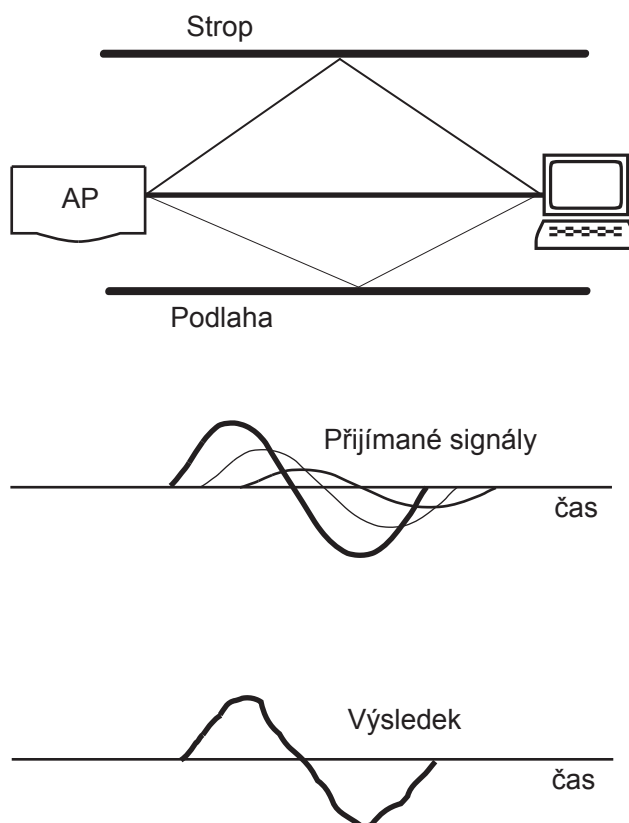 Strop
AP
Podlaha
Přijímané signály
čas
Výsledek
čas